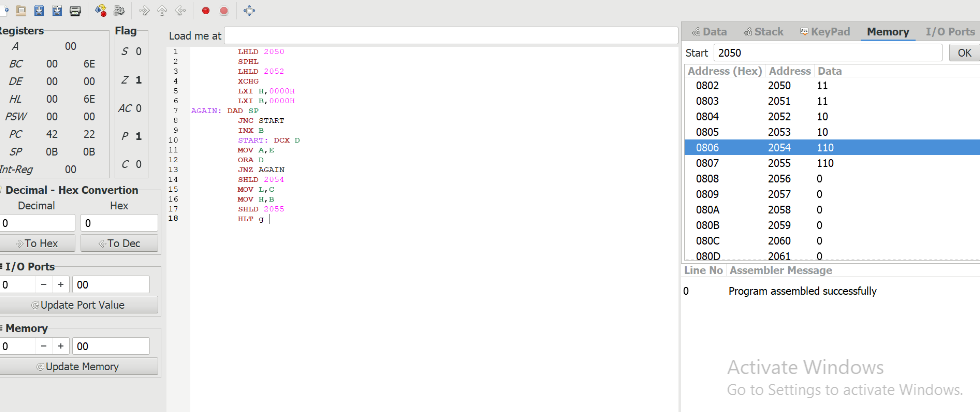 Registers
Flag
A 00
BC 00 6E
DE 00 00
HL 00 6E
PSW 00 00
PC 42 22
SP 0B 0B
Int-Reg 00
S 0
Z 1
AC 0
P 1
C 0
Decimal - Hex Convertion
Decimal Hex
0 0
To Hex To Dec
I/O Ports
0 - + 00
Update Port Value
Memory
0 - + 00
Update Memory
Load me at
1 LHLD 2050
2 SPHL
3 LHLD 2052
4 XCHG
5 LXI H,0000H
6 LXI B,0000H
7 AGAIN: DAD SP
8 JNC START
9 INX B
10 START: DCX D
11 MOV A,E
12 ORA D
13 JNZ AGAIN
14 SHLD 2054
15 MOV L,C
16 MOV H,B
17 SHLD 2055
18 HLT g
Data Stack KeyPad Memory I/O Ports
Start 2050 OK
Address (Hex) Address Data
0802 2050 11
0803 2051 11
0804 2052 10
0805 2053 10
0806 2054 110
0807 2055 110
0808 2056 0
0809 2057 0
080A 2058 0
080B 2059 0
080C 2060 0
080D 2061 0
Line No Assembler Message
0 Program assembled successfully
Activate Windows
Go to Settings to activate Windows.